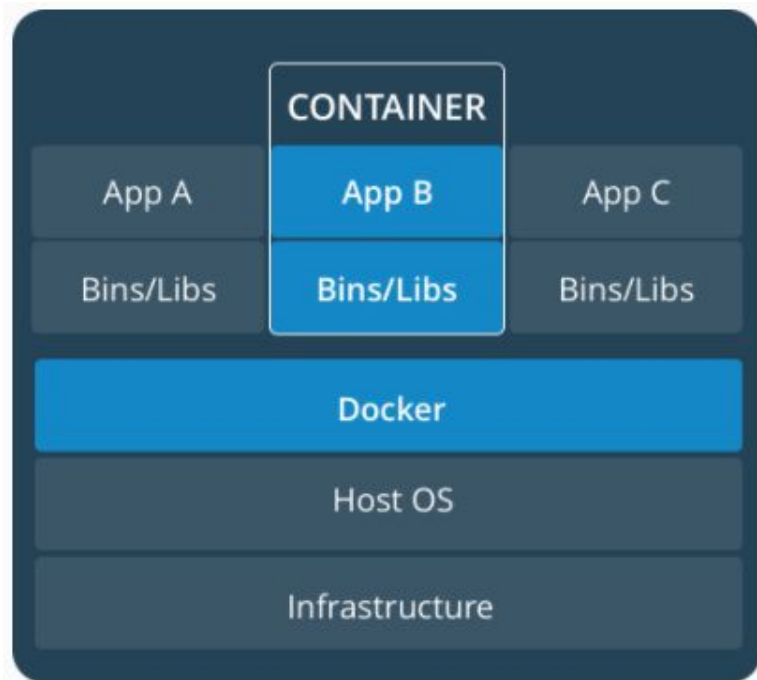 CONTAINER
App A
App B
App C
Bins/Libs
Bins/Libs
Bins/Libs
Docker
Host OS
Infrastructure